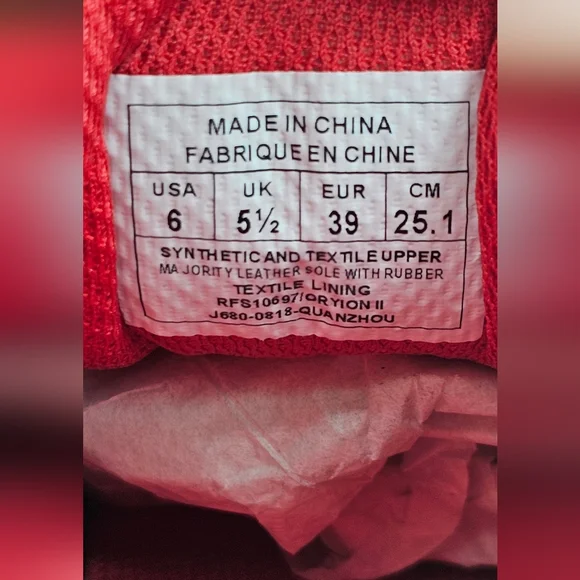 MADE IN CHINA
FABRIQUE EN CHINE
USA UK EUR CM
6 5½ 39 25.1
SYNTHETIC AND TEXTILE UPPER
MAJORITY LEATHER SOLE WITH RUBBER
TEXTILE LINING
RFS10697/ORYION II
J680-0818-QUANZHOU